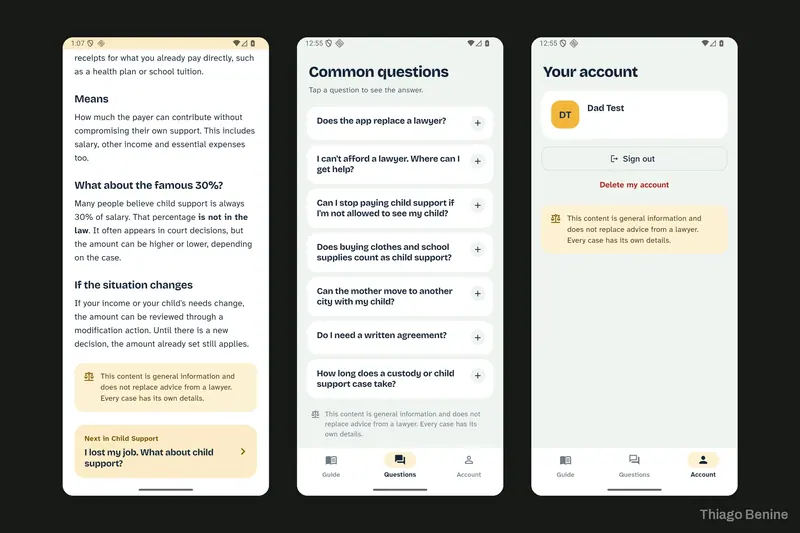 1:07
receipts for what you already pay directly, such
as a health plan or school tuition.
Means
How much the payer can contribute without
compromising their own support. This includes
salary, other income and essential expenses
too.
What about the famous 30%?
Many people believe child support is always
30% of salary. That percentage is not in the
law. It often appears in court decisions, but
the amount can be higher or lower, depending
on the case.
If the situation changes
If your income or your child's needs change,
the amount can be reviewed through a
modification action. Until there is a new
decision, the amount already set still applies.
This content is general information and
does not replace advice from a lawyer.
Every case has its own details.
Next in Child Support
I lost my job. What about child
support?
12:55
Common questions
Tap a question to see the answer.
Does the app replace a lawyer?
I can't afford a lawyer. Where can I
get help?
Can I stop paying child support if
I'm not allowed to see my child?
Does buying clothes and school
supplies count as child support?
Can the mother move to another
city with my child?
Do I need a written agreement?
How long does a custody or child
support case take?
This content is general information and does not
replace advice from a lawyer. Every case has its
own details.
Guide
Questions
Account
12:55
Your account
DT
Dad Test
Sign out
Delete my account
This content is general information and
does not replace advice from a lawyer.
Every case has its own details.
Guide
Questions
Account
Thiago Benine